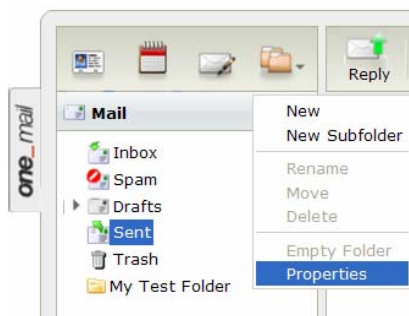 one_mail
Reply
Mail
Inbox
Spam
Drafts
Sent
Trash
My Test Folder
New
New Subfolder
Rename
Move
Delete
Empty Folder
Properties